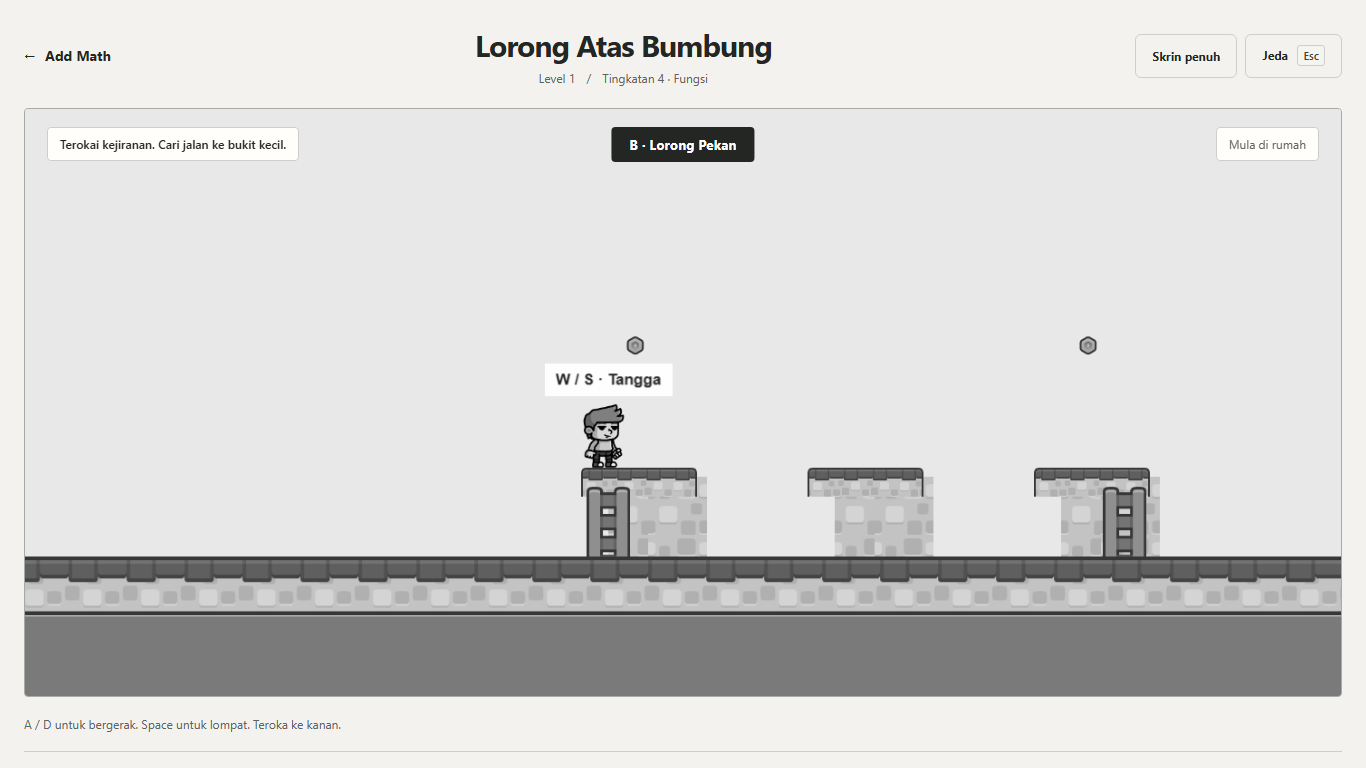 ← Add Math
Lorong Atas Bumbung
Level 1 / Tingkatan 4 · Fungsi
Skrin penuh
Jeda Esc
Terokai kejiranan. Cari jalan ke bukit kecil.
B · Lorong Pekan
Mula di rumah
W / S · Tangga
A / D untuk bergerak. Space untuk lompat. Teroka ke kanan.